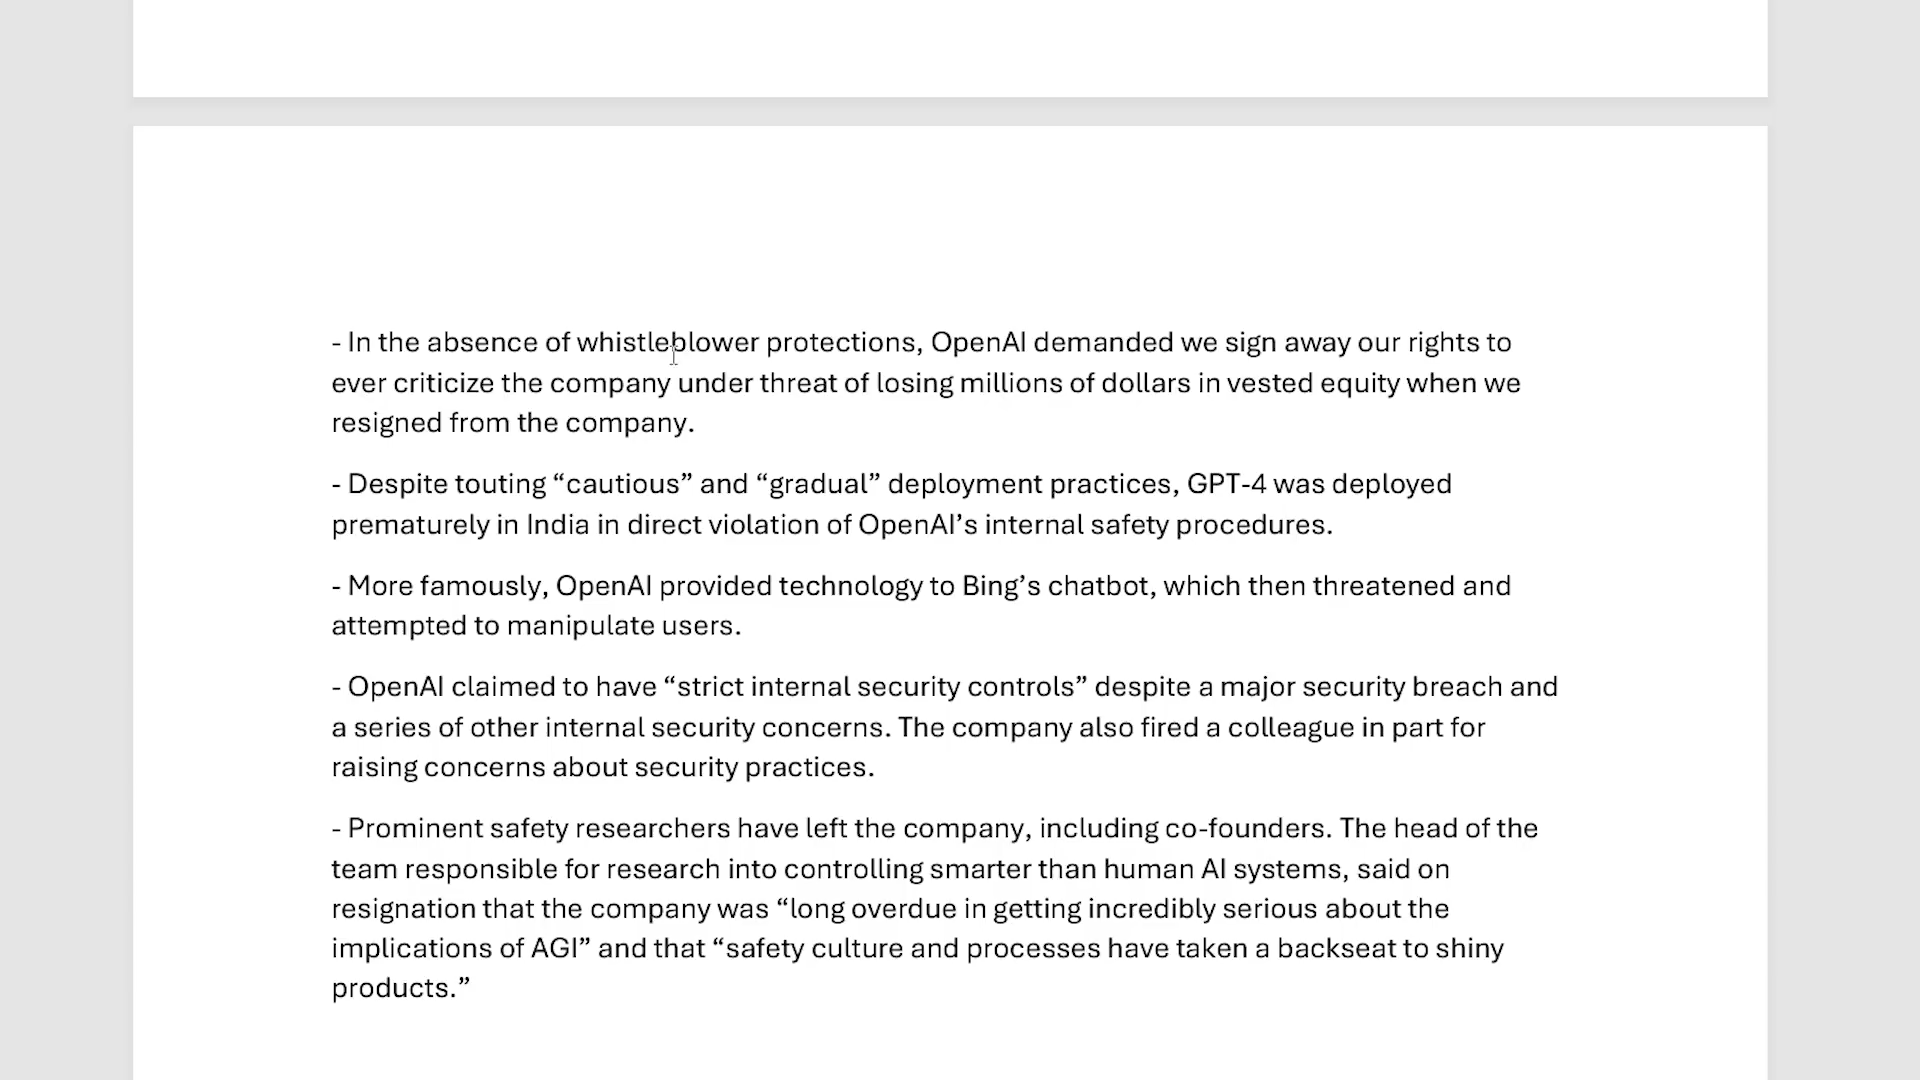 - In the absence of whistleblower protections, OpenAI demanded we sign away our rights to
ever criticize the company under threat of losing millions of dollars in vested equity when we
resigned from the company.
- Despite touting “cautious” and “gradual” deployment practices, GPT-4 was deployed
prematurely in India in direct violation of OpenAI’s internal safety procedures.
- More famously, OpenAI provided technology to Bing’s chatbot, which then threatened and
attempted to manipulate users.
- OpenAI claimed to have “strict internal security controls” despite a major security breach and
a series of other internal security concerns. The company also fired a colleague in part for
raising concerns about security practices.
- Prominent safety researchers have left the company, including co-founders. The head of the
team responsible for research into controlling smarter than human AI systems, said on
resignation that the company was “long overdue in getting incredibly serious about the
implications of AGI” and that “safety culture and processes have taken a backseat to shiny
products.”